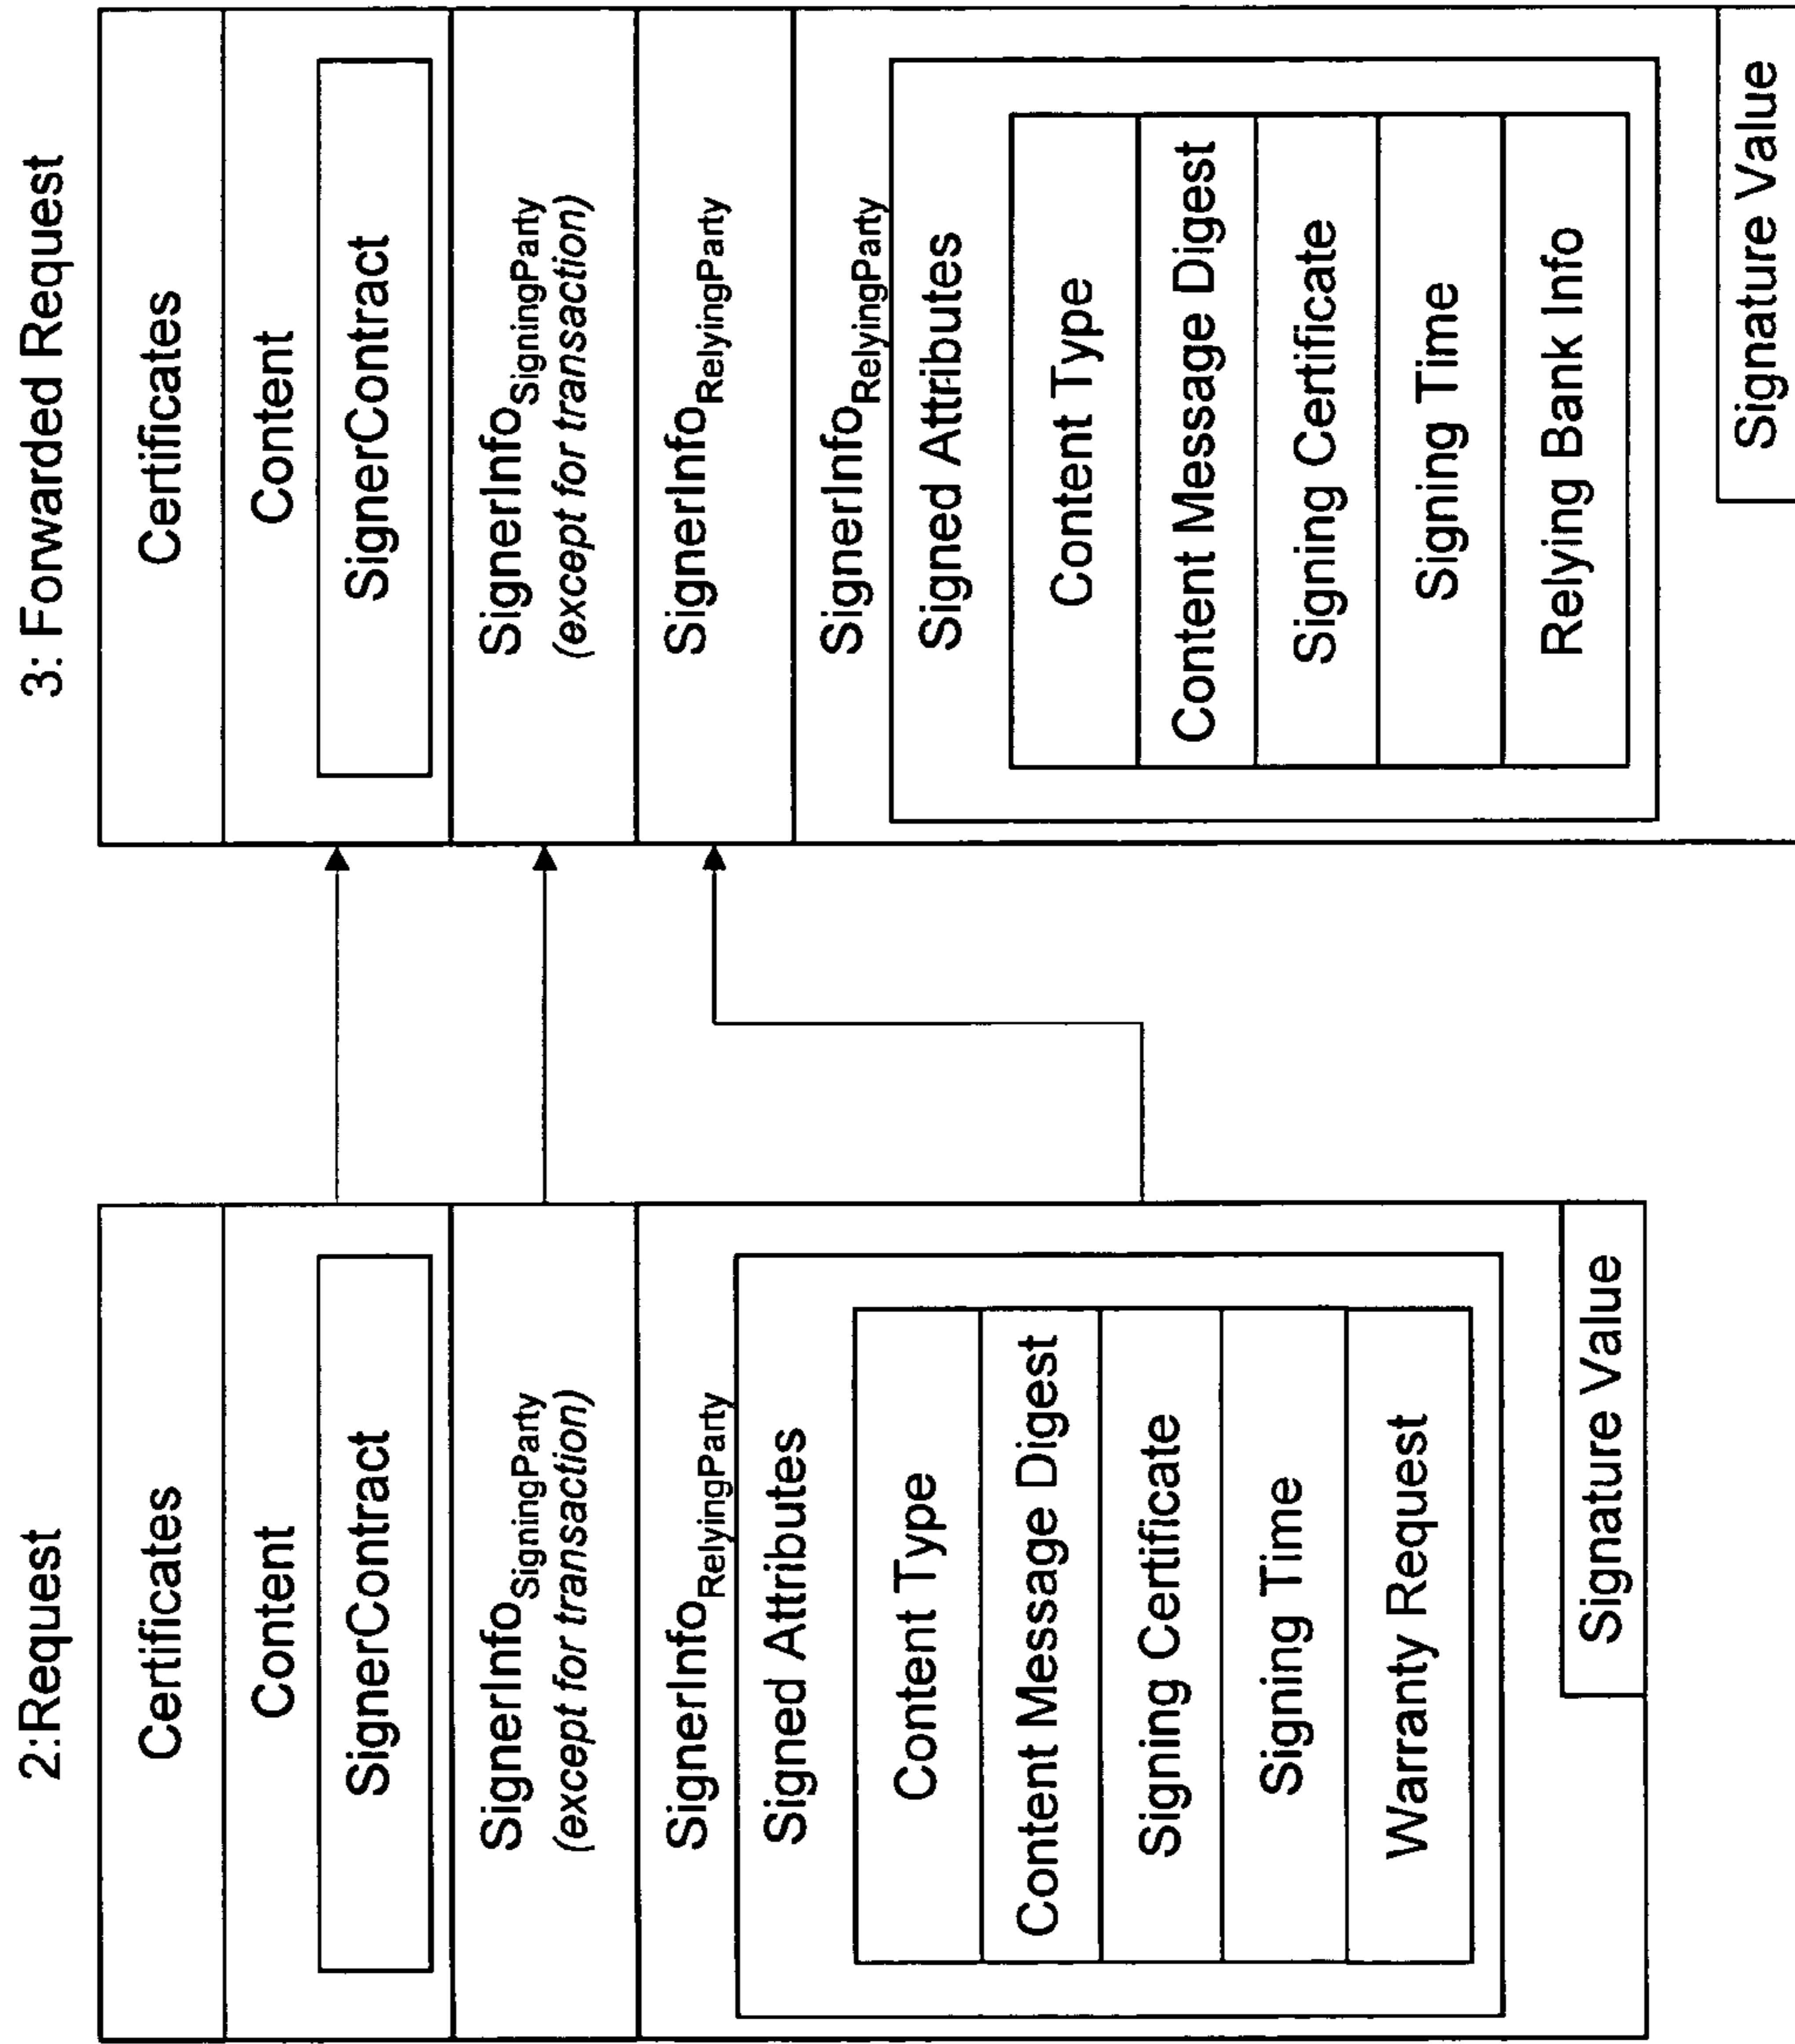 2:Request
Certificates
Content
SignerContract
SignerInfoSigningParty
(except for transaction)
SignerInfoRelyingParty
Signed Attributes
Content Type
Content Message Digest
Signing Certificate
Signing Time
Warranty Request
Signature Value
3: Forwarded Request
Certificates
Content
SignerContract
SignerInfoSigningParty
(except for transaction)
SignerInfoRelyingParty
SignerInfoRelyingParty
Signed Attributes
Content Type
Content Message Digest
Signing Certificate
Signing Time
Relying Bank Info
Signature Value